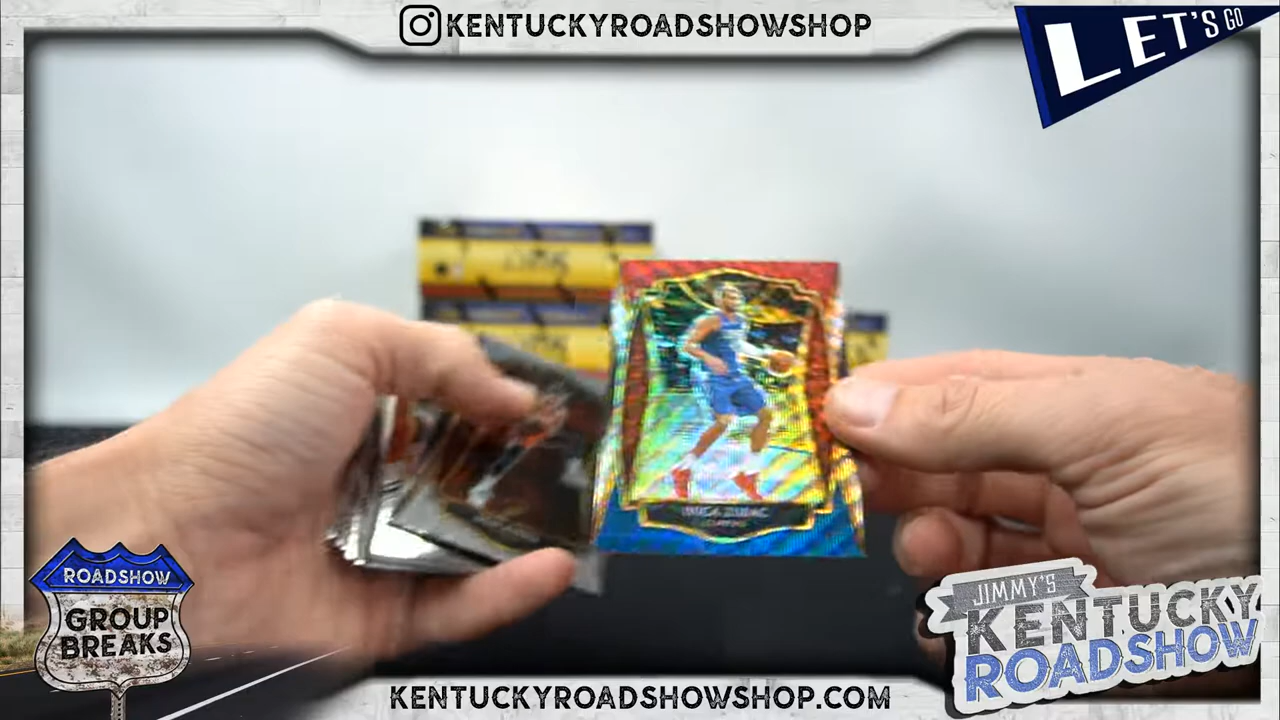 KENTUCKYROADSHOWSHOP
LET'S GO
ROADSHOW
GROUP
BREAKS
JIMMY'S
KENTUCKY
ROADSHOW
KENTUCKYROADSHOWSHOP.COM